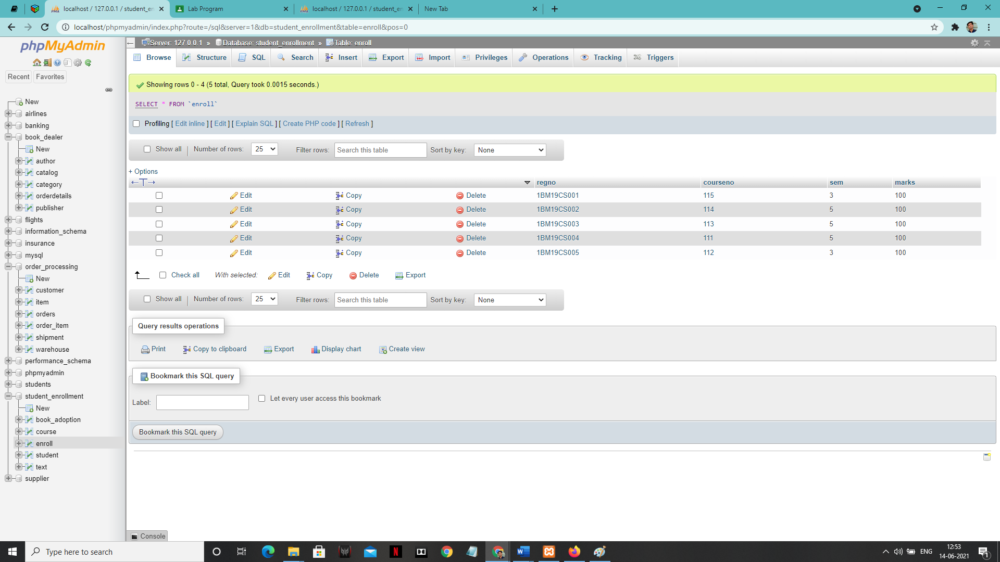 localhost / 127.0.0.1 / student_en
Lab Program
localhost / 127.0.0.1 / student_en
New Tab
localhost/phpmyadmin/index.php?route=/sql&server=1&db=student_enrollment&table=enroll&pos=0
phpMyAdmin
Recent Favorites
New
airlines
banking
book_dealer
New
author
catalog
category
orderdetails
publisher
flights
information_schema
insurance
mysql
order_processing
New
customer
item
orders
order_item
shipment
warehouse
performance_schema
phpmyadmin
students
student_enrollment
New
book_adoption
course
enroll
student
text
supplier
Server: 127.0.0.1 » Database: student_enrollment » Table: enroll
Browse Structure SQL Search Insert Export Import Privileges Operations Tracking Triggers
Showing rows 0 - 4 (5 total, Query took 0.0015 seconds.)
SELECT * FROM `enroll`
Profiling [ Edit inline ] [ Edit ] [ Explain SQL ] [ Create PHP code ] [ Refresh ]
Show all Number of rows: 25 Filter rows: Search this table Sort by key: None
+ Options
←T→ regno courseno sem marks
Edit Copy Delete 1BM19CS001 115 3 100
Edit Copy Delete 1BM19CS002 114 5 100
Edit Copy Delete 1BM19CS003 113 5 100
Edit Copy Delete 1BM19CS004 111 5 100
Edit Copy Delete 1BM19CS005 112 3 100
Check all With selected: Edit Copy Delete Export
Show all Number of rows: 25 Filter rows: Search this table Sort by key: None
Query results operations
Print Copy to clipboard Export Display chart Create view
Bookmark this SQL query
Label: Let every user access this bookmark
Bookmark this SQL query
Console
Type here to search
ENG
12:53
14-06-2021
1